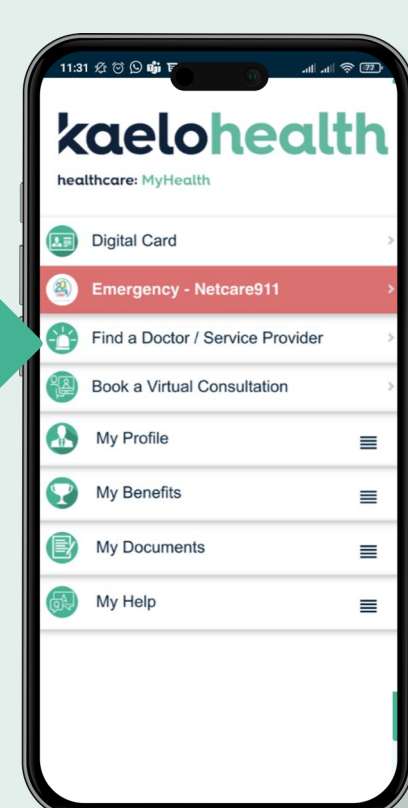 11:31
77
kaelohealth
healthcare: MyHealth
Digital Card
Emergency - Netcare911
Find a Doctor / Service Provider
Book a Virtual Consultation
My Profile
My Benefits
My Documents
My Help